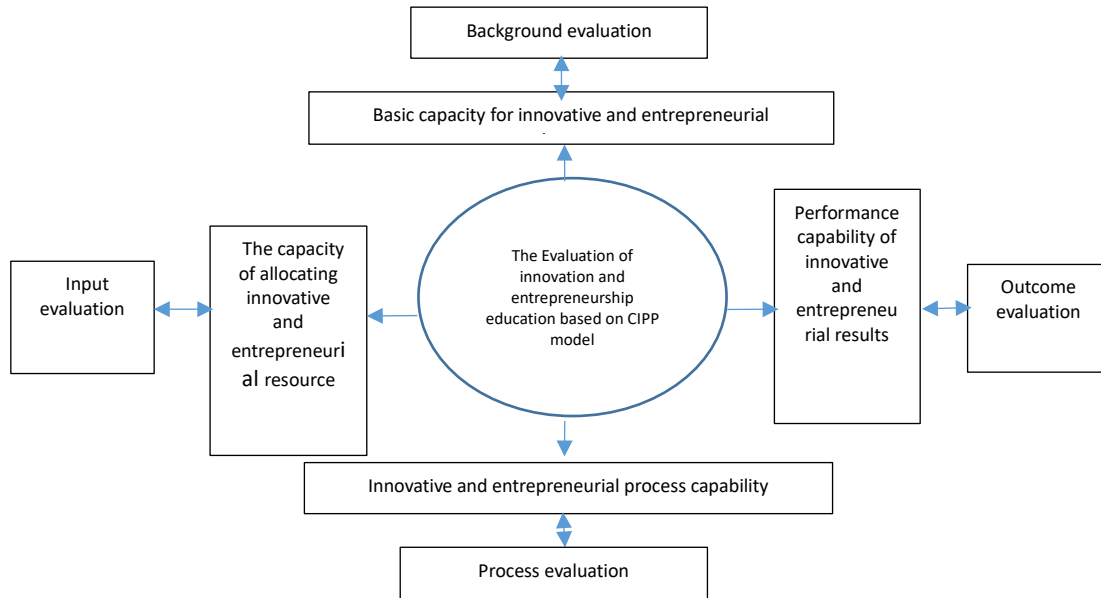 Background evaluation
Basic capacity for innovative and entrepreneurial
The Evaluation of
innovation and
entrepreneurship
education based on CIPP
model
Input
evaluation
The capacity
of allocating
innovative
and
entrepreneuri
al resource
Performance
capability of
innovative
and
entrepreneu
rial results
Outcome
evaluation
Innovative and entrepreneurial process capability
Process evaluation